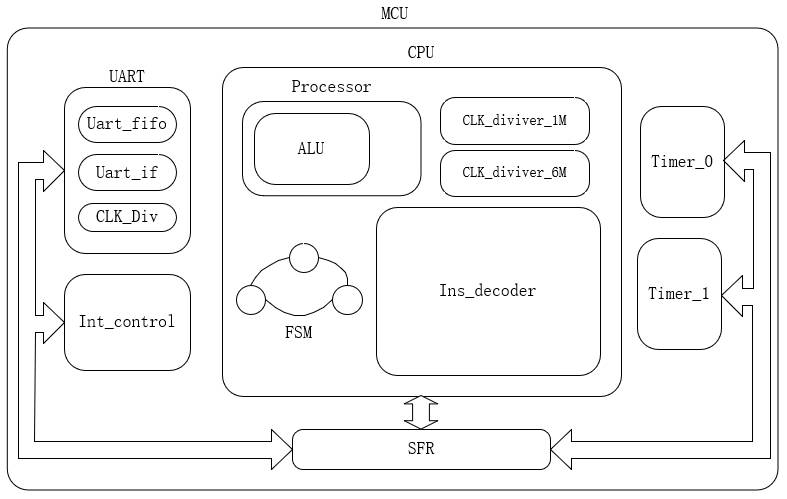 MCU
CPU
UART
Processor
Uart_fifo
CLK_diviver_1M
ALU
Timer_0
Uart_if
CLK_diviver_6M
CLK_Div
Ins_decoder
Timer_1
Int_control
FSM
SFR